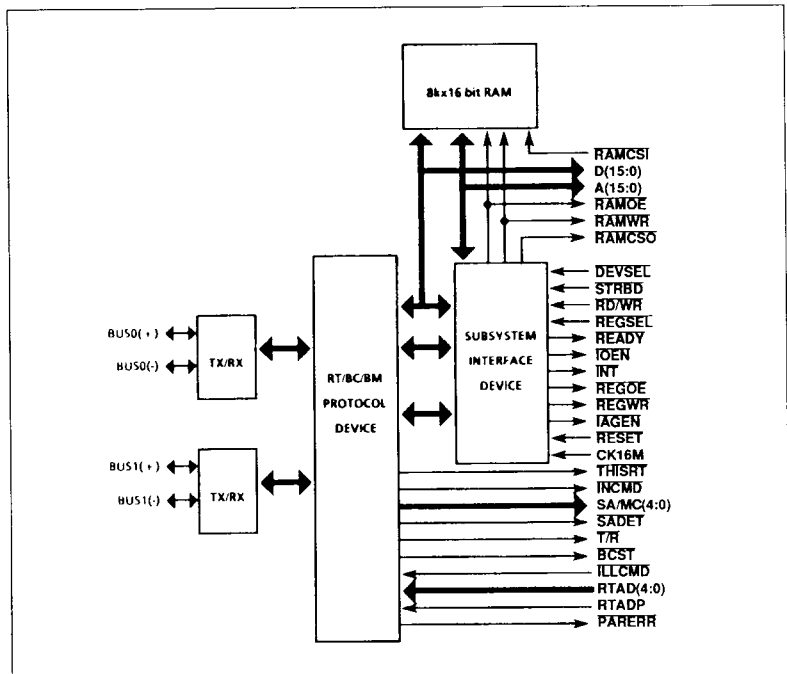 8kx16 bit RAM
RAMCSI
D(15:0)
A(15:0)
RAMOE
RAMWR
RAMCSO
DEVSEL
STRBD
RD/WR
REGSEL
READY
IOEN
INT
REGOE
REGWR
IAGEN
RESET
CK16M
SUBSYSTEM
INTERFACE
DEVICE
RT/BC/BM
PROTOCOL
DEVICE
BUS0(+)
BUS0(-)
TX/RX
BUS1(+)
BUS1(-)
TX/RX
THISRT
INCMD
SA/MC(4:0)
SADET
T/R
BCST
ILLCMD
RTAD(4:0)
RTADP
PARERR